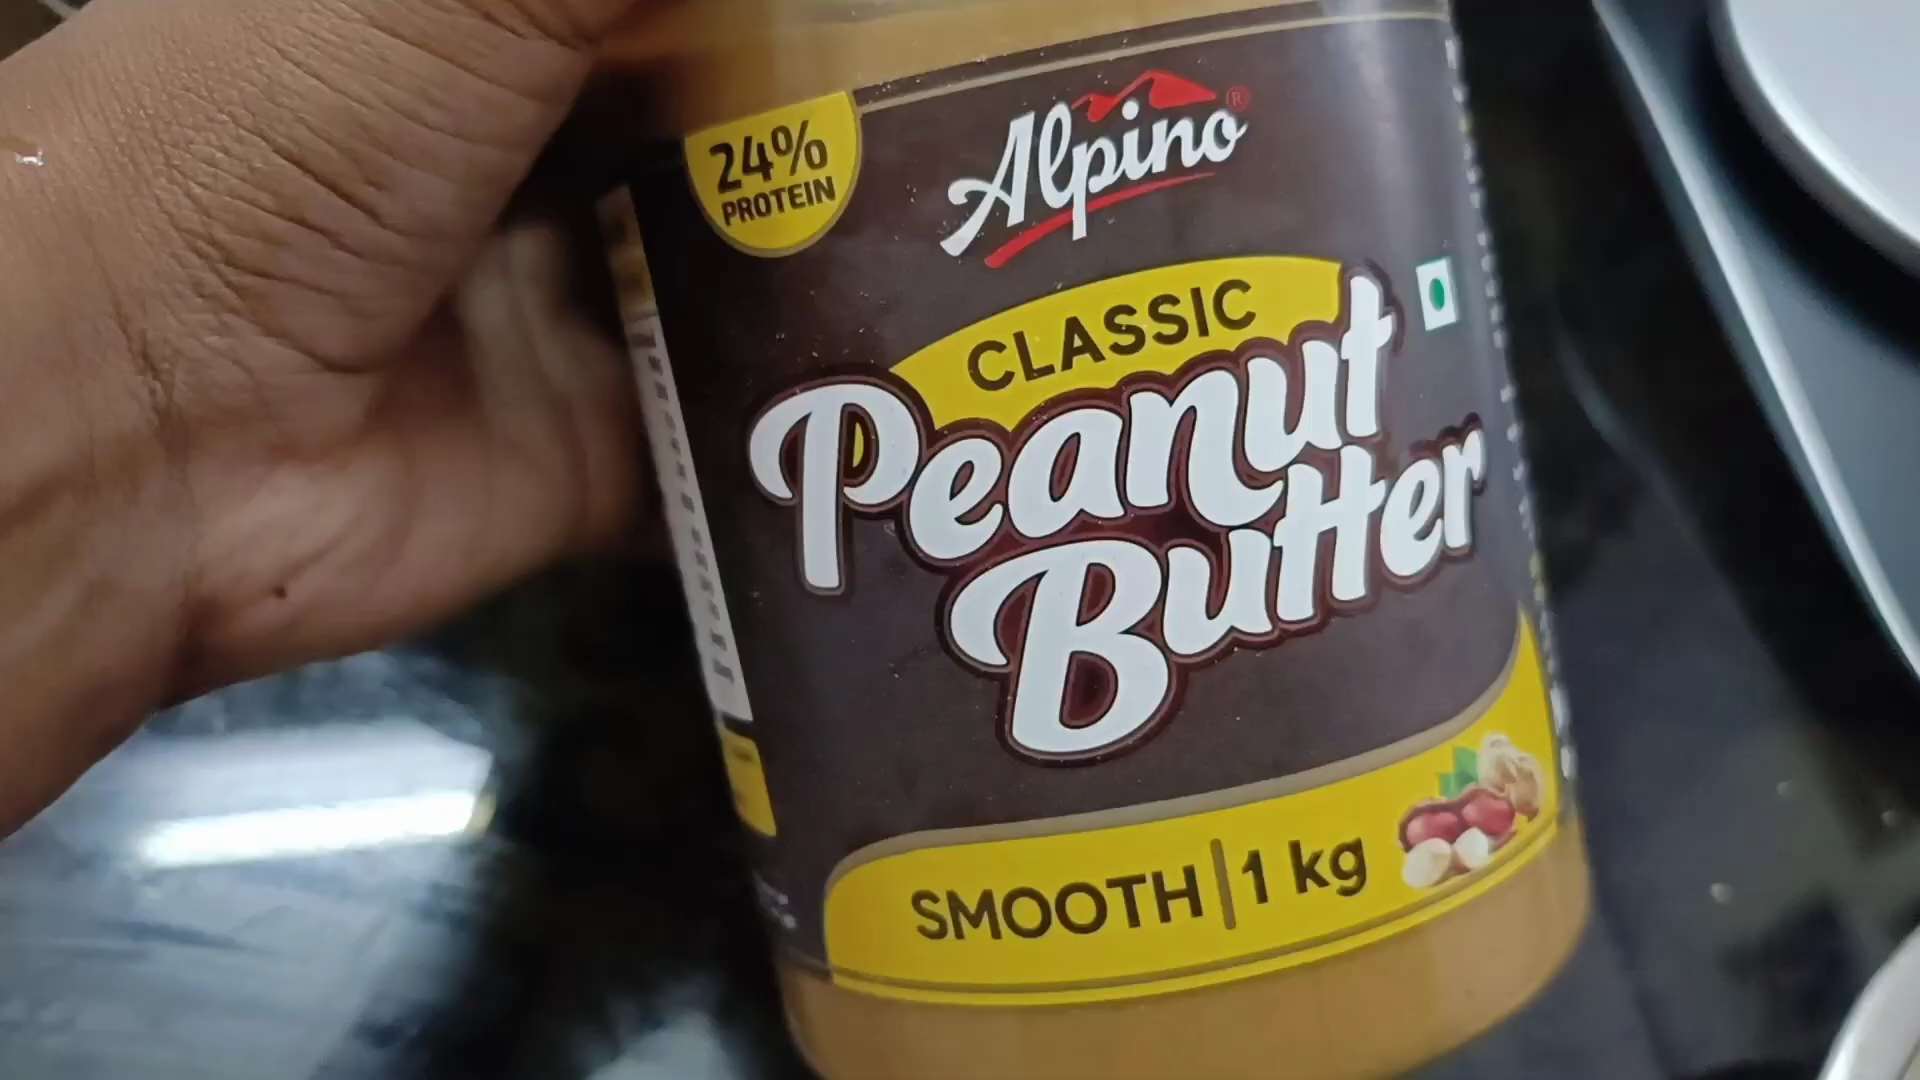 24%
PROTEIN
Alpino®
CLASSIC
Peanut
Butter
SMOOTH | 1 kg